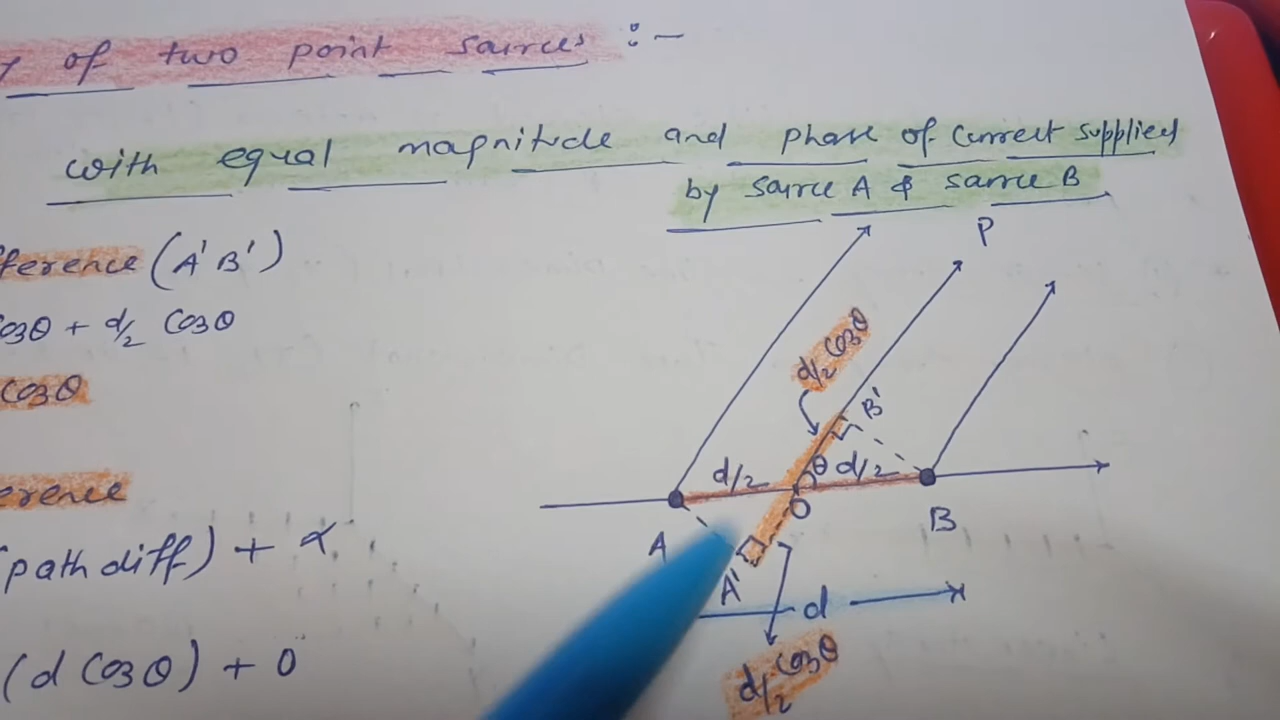 y of two point sources :-
with equal magnitude and phase of current supplied
by source A & source B
ference (A'B')
Cosθ + d/2 Cosθ
Cosθ
erence
(path diff) + α
(d Cosθ) + 0
P
d/2 Cosθ
B'
d/2
θ
d/2
O
A
B
A'
d
d/2 Cosθ